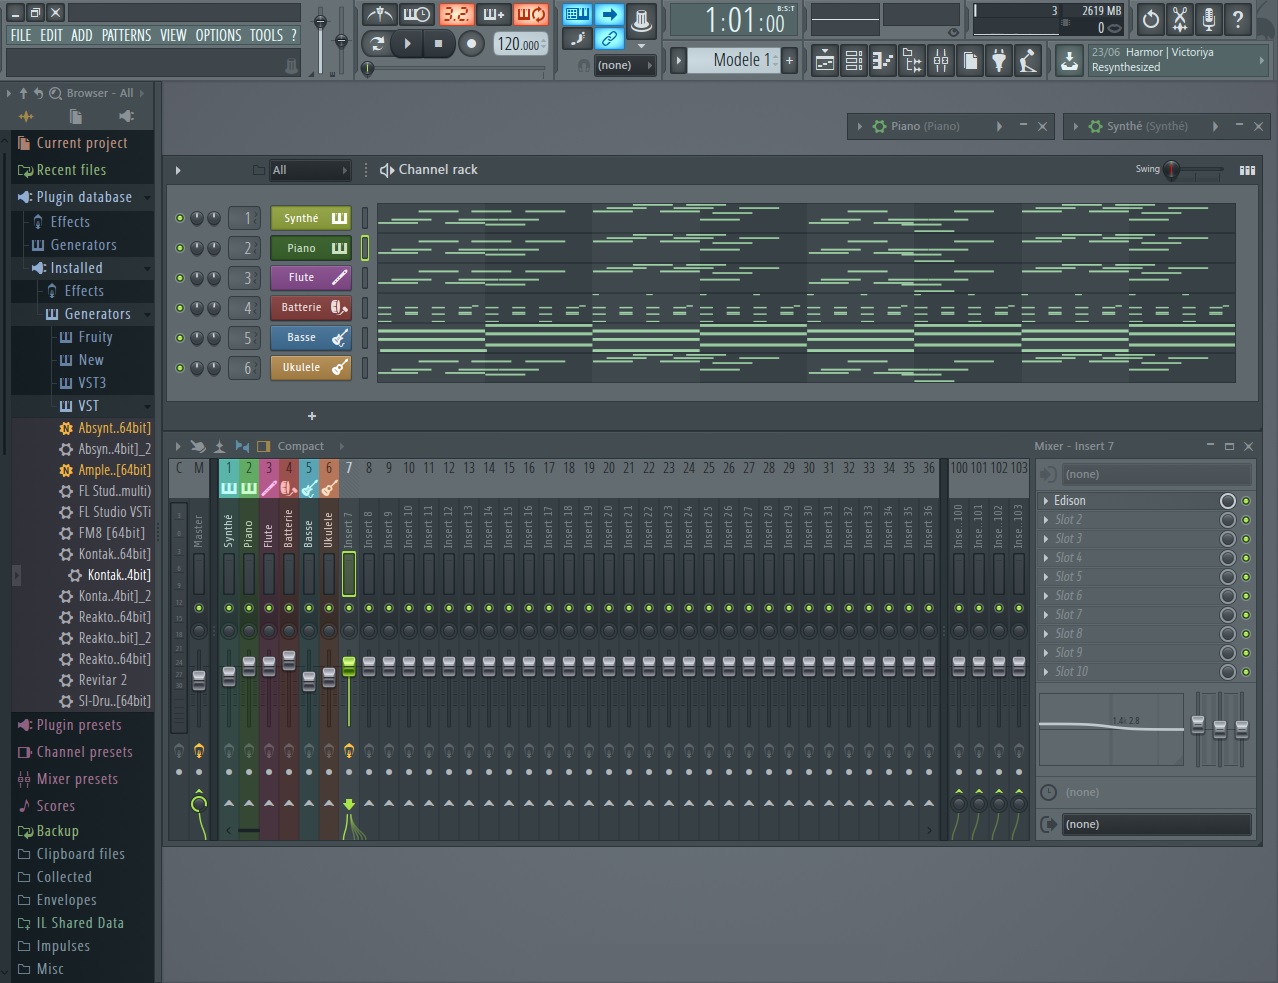 FILE EDIT ADD PATTERNS VIEW OPTIONS TOOLS ?
3.2.
120.000
(none)
1:01:00
B:S:T
Modele 1
+
3
2619 MB
0
?
23/06 Harmor | Victoriya
Resynthesized
Browser - All
Current project
Recent files
Plugin database
Effects
Generators
Installed
Effects
Generators
Fruity
New
VST3
VST
Absynt..64bit]
Absyn..4bit]_2
Ample..[64bit]
FL Stud..multi)
FL Studio VSTi
FM8 [64bit]
Kontak..64bit]
Kontak..4bit]
Konta..4bit]_2
Reakto..64bit]
Reakto..bit]_2
Reakto..64bit]
Revitar 2
SI-Dru..[64bit]
Plugin presets
Channel presets
Mixer presets
Scores
Backup
Clipboard files
Collected
Envelopes
IL Shared Data
Impulses
Misc
Piano (Piano)
Synthé (Synthé)
All
Channel rack
Swing
1 Synthé
2 Piano
3 Flute
4 Batterie
5 Basse
6 Ukulele
+
Compact
Mixer - Insert 7
C M 1 2 3 4 5 6 7 8 9 10 11 12 13 14 15 16 17 18 19 20 21 22 23 24 25 26 27 28 29 30 31 32 33 34 35 36 100 101 102 103
Master
Synthé
Piano
Flute
Batterie
Basse
Ukulele
Insert 7
Insert 8
Insert 9
Insert 10
Insert 11
Insert 12
Insert 13
Insert 14
Insert 15
Insert 16
Insert 17
Insert 18
Insert 19
Insert 20
Insert 21
Insert 22
Insert 23
Insert 24
Insert 25
Insert 26
Insert 27
Insert 28
Insert 29
Insert 30
Insert 31
Insert 32
Insert 33
Insert 34
Insert 35
Insert 36
Inse 100
Inse 101
Inse 102
Inse 103
(none)
Edison
Slot 2
Slot 3
Slot 4
Slot 5
Slot 6
Slot 7
Slot 8
Slot 9
Slot 10
(none)
(none)